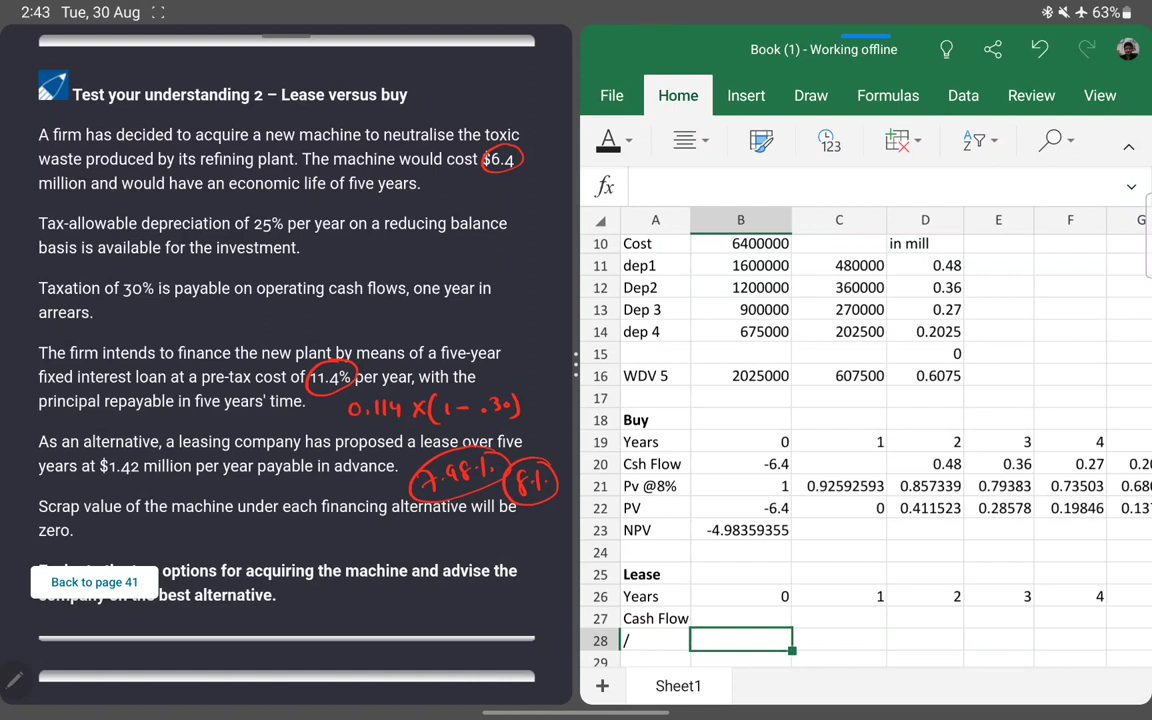 2:43 Tue, 30 Aug
63%
Test your understanding 2 – Lease versus buy
A firm has decided to acquire a new machine to neutralise the toxic
waste produced by its refining plant. The machine would cost $6.4
million and would have an economic life of five years.
Tax-allowable depreciation of 25% per year on a reducing balance
basis is available for the investment.
Taxation of 30% is payable on operating cash flows, one year in
arrears.
The firm intends to finance the new plant by means of a five-year
fixed interest loan at a pre-tax cost of 11.4% per year, with the
principal repayable in five years' time.
0.114 x (1 - .30)
As an alternative, a leasing company has proposed a lease over five
years at $1.42 million per year payable in advance.
7.98%. 8%.
Scrap value of the machine under each financing alternative will be
zero.
options for acquiring the machine and advise the
best alternative.
Back to page 41
Book (1) - Working offline
File Home Insert Draw Formulas Data Review View
A 123
fx
A B C D E F G
10 Cost 6400000 in mill
11 dep1 1600000 480000 0.48
12 Dep2 1200000 360000 0.36
13 Dep 3 900000 270000 0.27
14 dep 4 675000 202500 0.2025
15 0
16 WDV 5 2025000 607500 0.6075
17
18 Buy
19 Years 0 1 2 3 4
20 Csh Flow -6.4 0.48 0.36 0.27 0.20
21 Pv @8% 1 0.92592593 0.857339 0.79383 0.73503 0.680
22 PV -6.4 0 0.411523 0.28578 0.19846 0.137
23 NPV -4.98359355
24
25 Lease
26 Years 0 1 2 3 4
27 Cash Flow
28 /
29
Sheet1